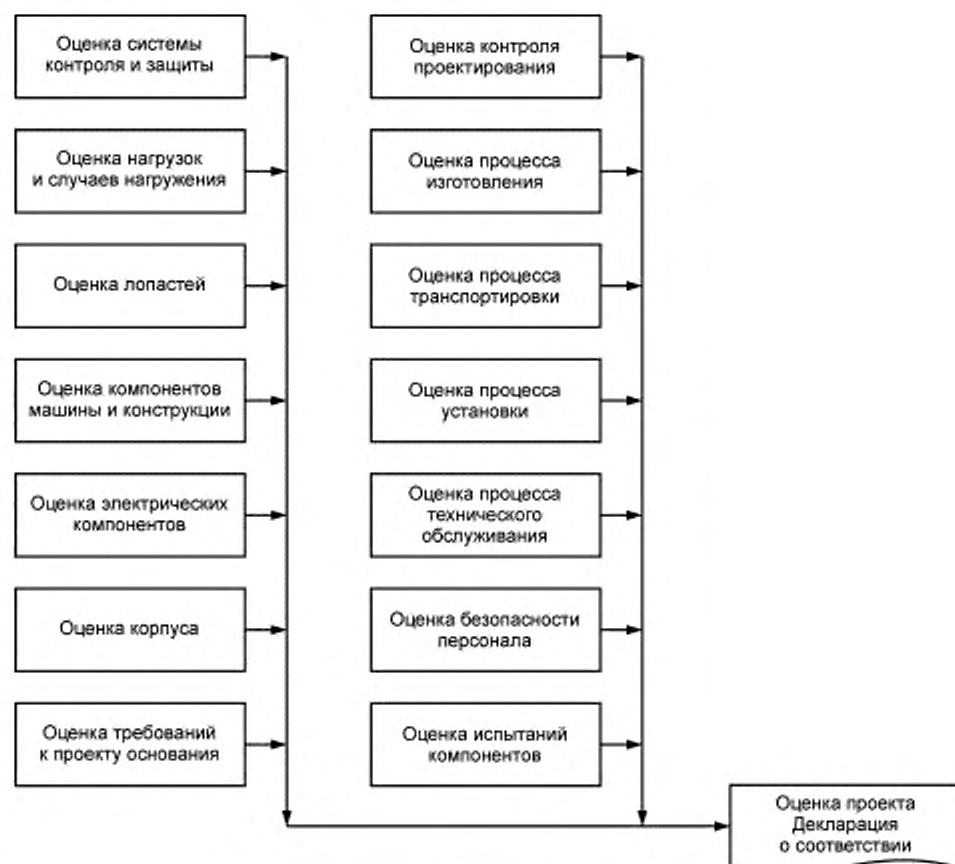 Оценка системы
контроля и защиты
Оценка нагрузок
и случаев нагружения
Оценка лопастей
Оценка компонентов
машины и конструкции
Оценка электрических
компонентов
Оценка корпуса
Оценка требований
к проекту основания
Оценка контроля
проектирования
Оценка процесса
изготовления
Оценка процесса
транспортировки
Оценка процесса
установки
Оценка процесса
технического
обслуживания
Оценка безопасности
персонала
Оценка испытаний
компонентов
Оценка проекта
Декларация
о соответствии